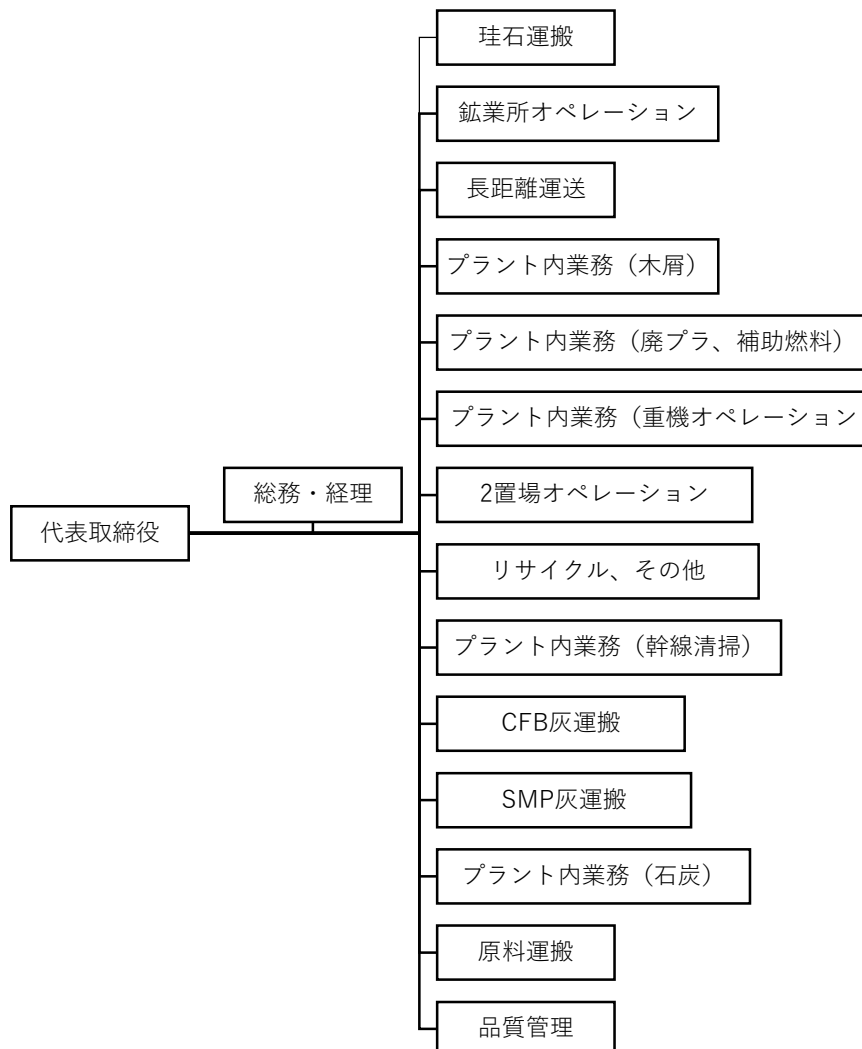 珪石運搬
鉱業所オペレーション
長距離運送
プラント内業務（木屑）
プラント内業務（廃プラ、補助燃料）
プラント内業務（重機オペレーション
総務・経理
2置場オペレーション
代表取締役
リサイクル、その他
プラント内業務（幹線清掃）
CFB灰運搬
SMP灰運搬
プラント内業務（石炭）
原料運搬
品質管理